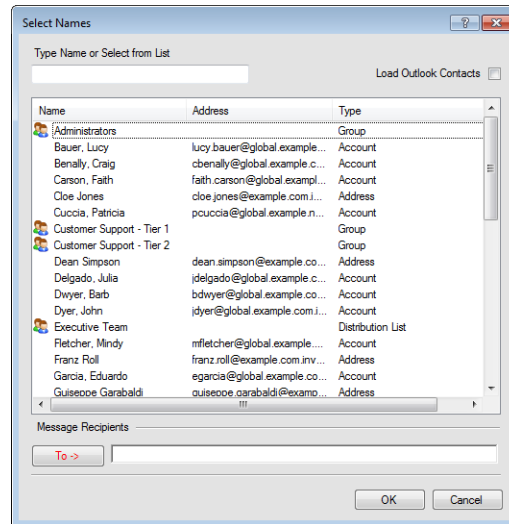 Select Names
Type Name or Select from List
Load Outlook Contacts
Name Address Type
Administrators Group
Bauer, Lucy lucy.bauer@global.example... Account
Benally, Craig cbenally@global.example.c... Account
Carson, Faith faith.carson@global.exampl... Account
Cloe Jones cloe.jones@example.com.i... Address
Cuccia, Patricia pcuccia@global.example.n... Account
Customer Support - Tier 1 Group
Customer Support - Tier 2 Group
Dean Simpson dean.simpson@example.co... Address
Delgado, Julia jdelgado@global.example.c... Account
Dwyer, Barb bdwyer@global.example.co... Account
Dyer, John jdyer@global.example.com.i... Account
Executive Team Distribution List
Fletcher, Mindy mfletcher@global.example.... Account
Franz Roll franz.roll@example.com.inv... Address
Garcia, Eduardo egarcia@global.example.co... Account
Guiseppe Garabaldi guiseppe.garabaldi@examp... Address
Message Recipients
To ->
OK Cancel